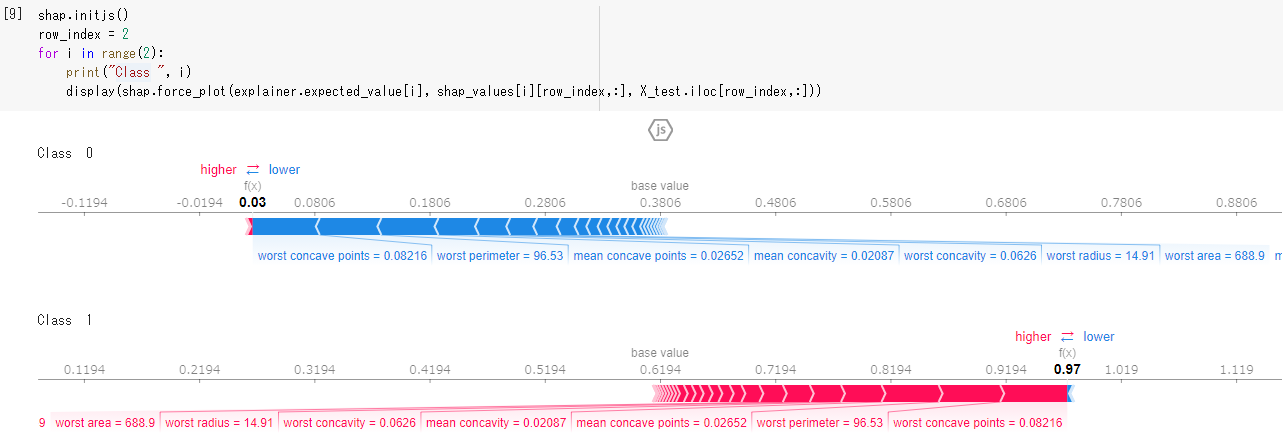 [9] shap.initjs()
row_index = 2
for i in range(2):
    print("Class ", i)
    display(shap.force_plot(explainer.expected_value[i], shap_values[i][row_index,:], X_test.iloc[row_index,:]))
js
Class 0
higher ⇄ lower
f(x) base value
-0.1194 -0.0194 0.03 0.0806 0.1806 0.2806 0.3806 0.4806 0.5806 0.6806 0.7806 0.8806
worst concave points = 0.08216 worst perimeter = 96.53 mean concave points = 0.02652 mean concavity = 0.02087 worst concavity = 0.0626 worst radius = 14.91 worst area = 688.9 m
Class 1
higher ⇄ lower
base value f(x)
0.1194 0.2194 0.3194 0.4194 0.5194 0.6194 0.7194 0.8194 0.9194 0.97 1.019 1.119
9 worst area = 688.9 worst radius = 14.91 worst concavity = 0.0626 mean concavity = 0.02087 mean concave points = 0.02652 worst perimeter = 96.53 worst concave points = 0.08216